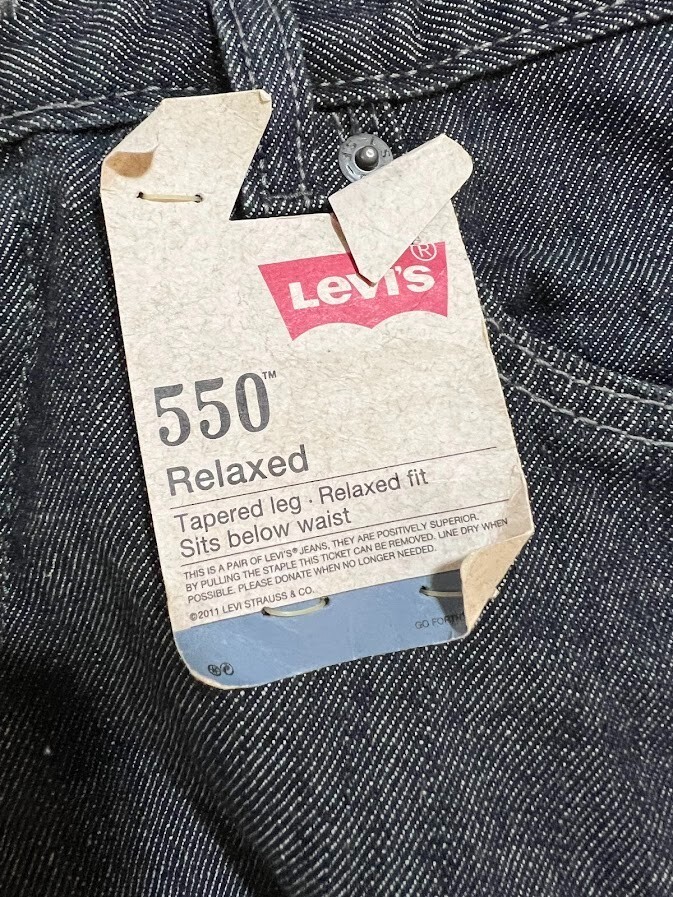 Levi's®
550™
Relaxed
Tapered leg · Relaxed fit
Sits below waist
THIS IS A PAIR OF LEVI'S® JEANS, THEY ARE POSITIVELY SUPERIOR.
BY PULLING THE STAPLE THIS TICKET CAN BE REMOVED. LINE DRY WHEN
POSSIBLE. PLEASE DONATE WHEN NO LONGER NEEDED.
©2011 LEVI STRAUSS & CO.
GO FORTH